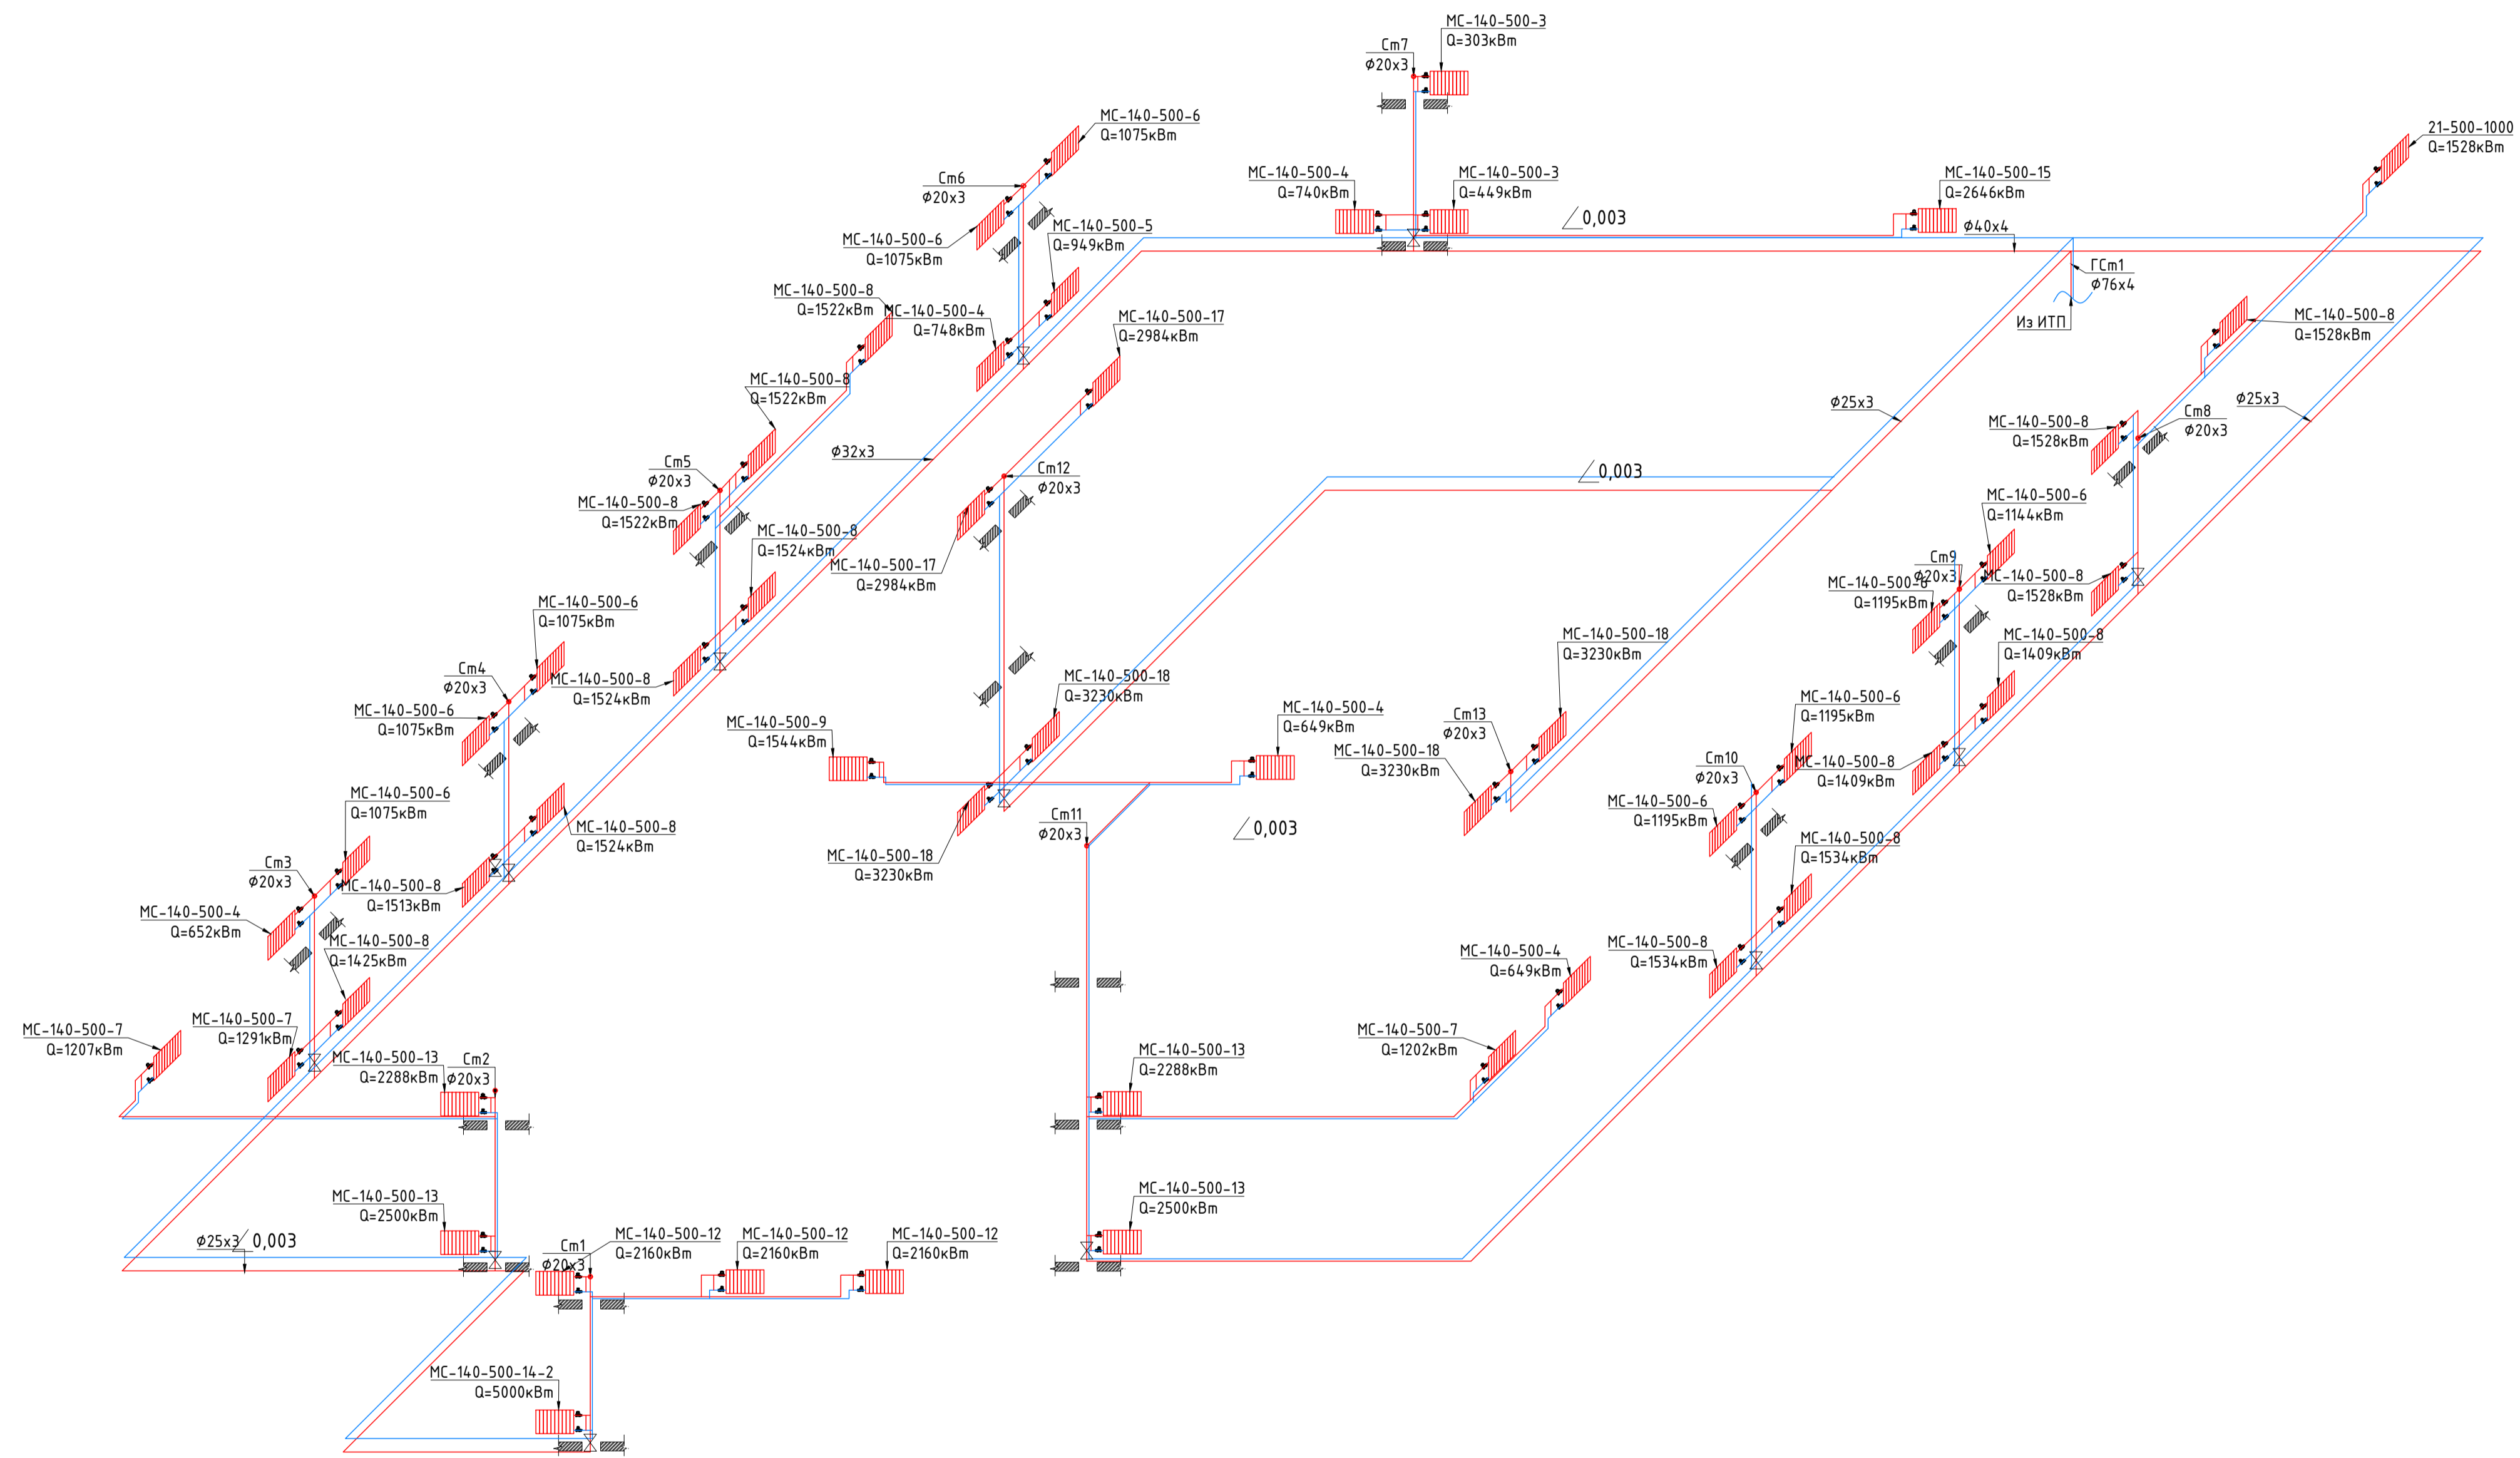 МС-140-500-3
Q=303кВт
Ст7
Ф20х3
МС-140-500-6
Q=1075кВт
21-500-1000
Q=1528кВт
Ст6
Ф20х3
МС-140-500-4
Q=740кВт
МС-140-500-3
Q=449кВт
МС-140-500-15
Q=2646кВт
0,003
Ф40х4
МС-140-500-6
Q=1075кВт
МС-140-500-5
Q=949кВт
ГСт1
Ф76х4
Из ИТП
МС-140-500-8
Q=1522кВт
МС-140-500-4
Q=748кВт
МС-140-500-17
Q=2984кВт
МС-140-500-8
Q=1528кВт
МС-140-500-8
Q=1522кВт
Ф25х3
Ф25х3
МС-140-500-8
Q=1528кВт
Ст8
Ф20х3
Ф32х3
Ст5
Ф20х3
Ст12
Ф20х3
0,003
МС-140-500-8
Q=1522кВт
МС-140-500-6
Q=1144кВт
МС-140-500-8
Q=1524кВт
МС-140-500-17
Q=2984кВт
Ст9
Ф20х3
МС-140-500-6
Q=1195кВт
МС-140-500-8
Q=1528кВт
МС-140-500-6
Q=1075кВт
МС-140-500-18
Q=3230кВт
МС-140-500-8
Q=1409кВт
Ст4
Ф20х3
МС-140-500-8
Q=1524кВт
МС-140-500-18
Q=3230кВт
МС-140-500-6
Q=1075кВт
МС-140-500-9
Q=1544кВт
МС-140-500-4
Q=649кВт
Ст13
Ф20х3
МС-140-500-6
Q=1195кВт
МС-140-500-18
Q=3230кВт
МС-140-500-8
Q=1409кВт
Ст10
Ф20х3
МС-140-500-6
Q=1075кВт
МС-140-500-6
Q=1195кВт
Ст11
Ф20х3
0,003
МС-140-500-8
Q=1524кВт
МС-140-500-8
Q=1534кВт
МС-140-500-18
Q=3230кВт
Ст3
Ф20х3
МС-140-500-8
Q=1513кВт
МС-140-500-4
Q=652кВт
МС-140-500-8
Q=1425кВт
МС-140-500-4
Q=649кВт
МС-140-500-8
Q=1534кВт
МС-140-500-7
Q=1207кВт
МС-140-500-7
Q=1291кВт
МС-140-500-7
Q=1202кВт
МС-140-500-13
Q=2288кВт
Ст2
Ф20х3
МС-140-500-13
Q=2288кВт
МС-140-500-13
Q=2500кВт
МС-140-500-13
Q=2500кВт
Ф25х3
0,003
Ст1
Ф20х3
МС-140-500-12
Q=2160кВт
МС-140-500-12
Q=2160кВт
МС-140-500-12
Q=2160кВт
МС-140-500-14-2
Q=5000кВт